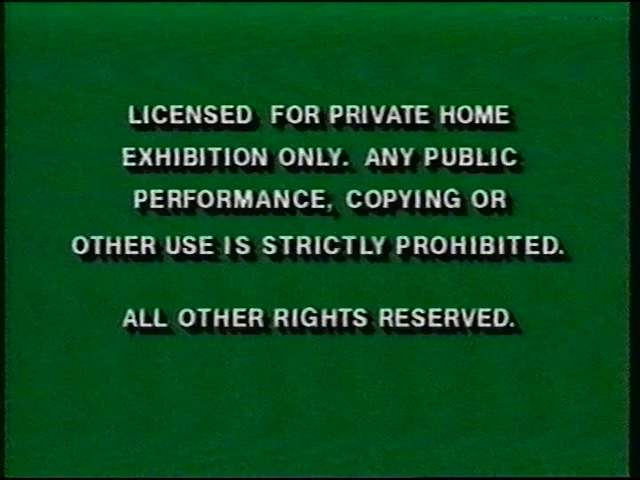 LICENSED FOR PRIVATE HOME
EXHIBITION ONLY. ANY PUBLIC
PERFORMANCE, COPYING OR
OTHER USE IS STRICTLY PROHIBITED.
ALL OTHER RIGHTS RESERVED.